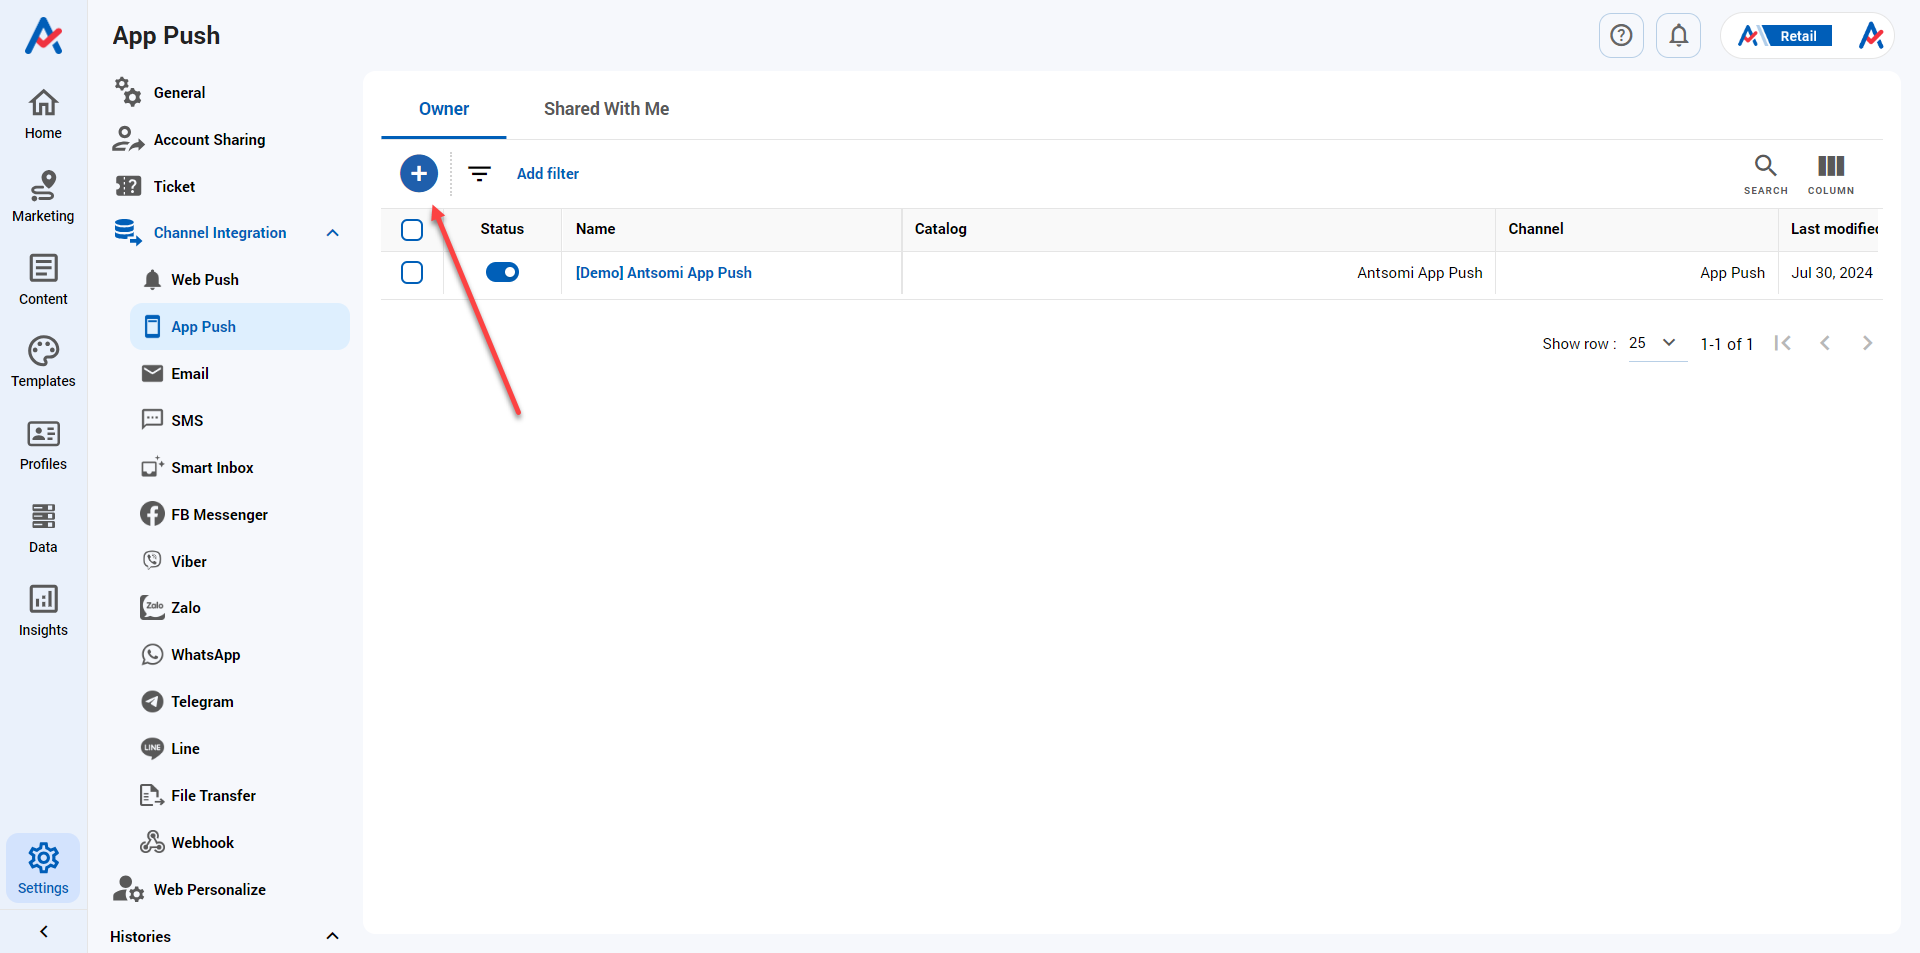 App Push
Retail
Home
Marketing
Content
Templates
Profiles
Data
Insights
Settings
General
Account Sharing
Ticket
Channel Integration
Web Push
App Push
Email
SMS
Smart Inbox
FB Messenger
Viber
Zalo
Zalo
WhatsApp
Telegram
LINE
Line
File Transfer
Webhook
Web Personalize
Histories
Owner Shared With Me
Add filter
SEARCH COLUMN
Status Name Catalog Channel Last modified
[Demo] Antsomi App Push Antsomi App Push App Push Jul 30, 2024
Show row : 25 1-1 of 1